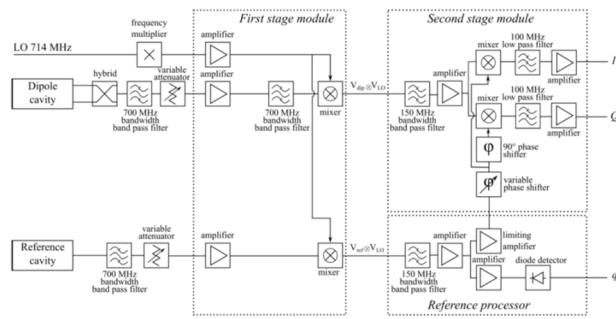 First stage module
Second stage module
LO 714 MHz
frequency
multiplier
amplifier
100 MHz
low pass filter
mixer
I
amplifier
Dipole
cavity
hybrid
variable
attenuator
amplifier
700 MHz
bandwidth
band pass filter
700 MHz
bandwidth
band pass filter
mixer
Vdip⊗VLO
150 MHz
bandwidth
band pass filter
amplifier
mixer
100 MHz
low pass filter
amplifier
Q
φ
90° phase
shifter
φ
variable
phase shifter
Reference
cavity
variable
attenuator
700 MHz
bandwidth
band pass filter
amplifier
mixer
Vref⊗VLO
150 MHz
bandwidth
band pass filter
amplifier
limiting
amplifier
amplifier
diode detector
q
Reference processor